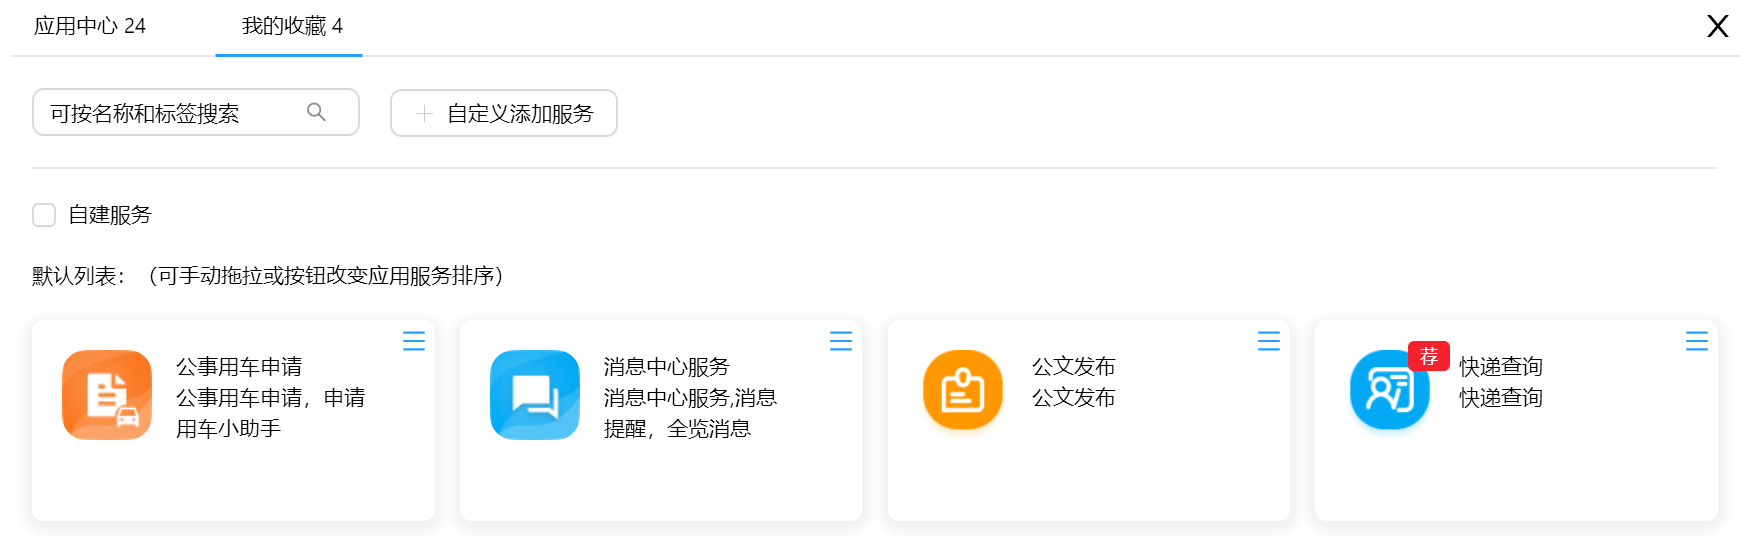 应用中心 24
我的收藏 4
X
可按名称和标签搜索
自定义添加服务
自建服务
默认列表：（可手动拖拉或按钮改变应用服务排序）
公事用车申请
公事用车申请，申请
用车小助手
消息中心服务
消息中心服务,消息
提醒，全览消息
公文发布
公文发布
荐
快递查询
快递查询